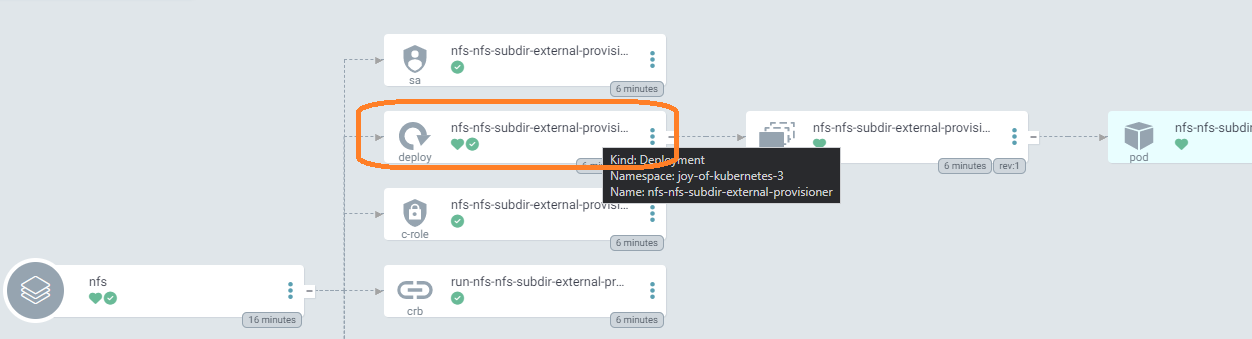 nfs-nfs-subdir-external-provisi...
sa
6 minutes
nfs-nfs-subdir-external-provisi...
deploy
nfs-nfs-subdir-external-provisi...
6 minutes
rev:1
nfs-nfs-subdi
pod
Kind: Deployment
Namespace: joy-of-kubernetes-3
Name: nfs-nfs-subdir-external-provisioner
nfs-nfs-subdir-external-provisi...
c-role
6 minutes
nfs
16 minutes
run-nfs-nfs-subdir-external-pr...
crb
6 minutes